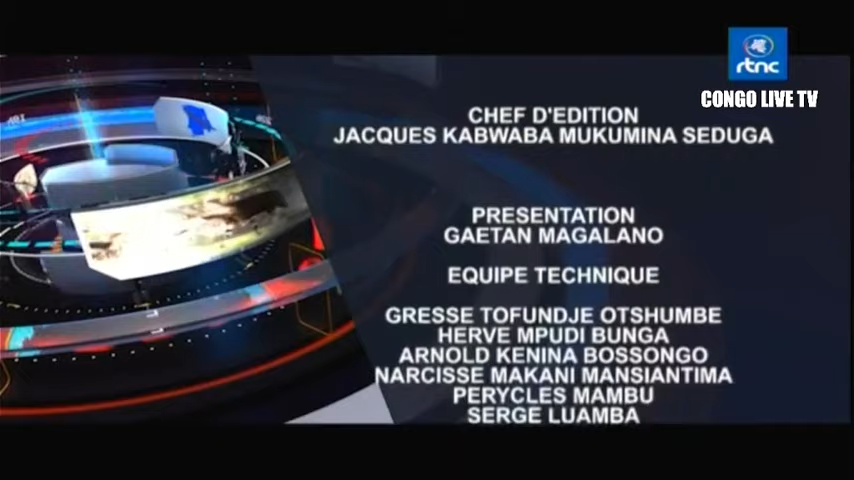 rtnc
CONGO LIVE TV
CHEF D'EDITION
JACQUES KABWABA MUKUMINA SEDUGA
PRESENTATION
GAETAN MAGALANO
EQUIPE TECHNIQUE
GRESSE TOFUNDJE OTSHUMBE
HERVE MPUDI BUNGA
ARNOLD KENINA BOSSONGO
NARCISSE MAKANI MANSIANTIMA
PERYCLES MAMBU
SERGE LUAMBA